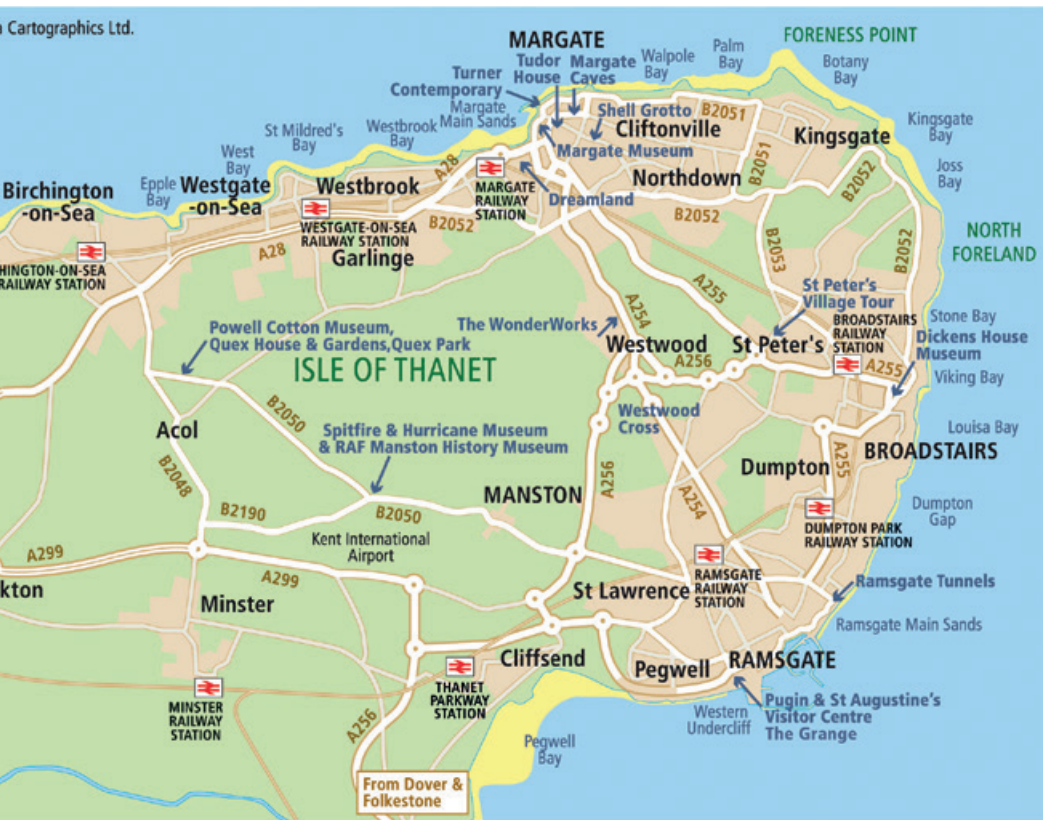 Cartographics Ltd.
MARGATE
FORENESS POINT
Tudor
House
Margate
Caves
Walpole
Bay
Palm
Bay
Botany
Bay
Turner
Contemporary
Margate
Main Sands
Shell Grotto
B2051
Cliftonville
Kingsgate
Kingsgate
Bay
St Mildred's
Bay
Westbrook
Bay
Margate Museum
B2051
Joss
Bay
West
Bay
A28
Northdown
B2052
Birchington
-on-Sea
Epple
Bay
Westgate
-on-Sea
Westbrook
MARGATE
RAILWAY
STATION
Dreamland
B2052
B2052
WESTGATE-ON-SEA
RAILWAY STATION
B2052
NORTH
FORELAND
A28
Garlinge
B2053
HINGTON-ON-SEA
RAILWAY STATION
A255
St Peter's
Village Tour
A254
Powell Cotton Museum,
Quex House & Gardens,Quex Park
The WonderWorks
BROADSTAIRS
RAILWAY
STATION
Stone Bay
Dickens House
Museum
Westwood
St Peter's
A256
A255
ISLE OF THANET
Viking Bay
B2050
Westwood
Cross
Acol
Spitfire & Hurricane Museum
& RAF Manston History Museum
Louisa Bay
BROADSTAIRS
A255
B2048
A256
Dumpton
MANSTON
A254
Dumpton
Gap
B2190
B2050
DUMPTON PARK
RAILWAY STATION
Kent International
Airport
A299
A299
kton
Minster
St Lawrence
RAMSGATE
RAILWAY
STATION
Ramsgate Tunnels
Ramsgate Main Sands
Cliffsend
Pegwell
RAMSGATE
THANET
PARKWAY
STATION
MINSTER
RAILWAY
STATION
Pugin & St Augustine's
Visitor Centre
The Grange
Western
Undercliff
A256
Pegwell
Bay
From Dover &
Folkestone